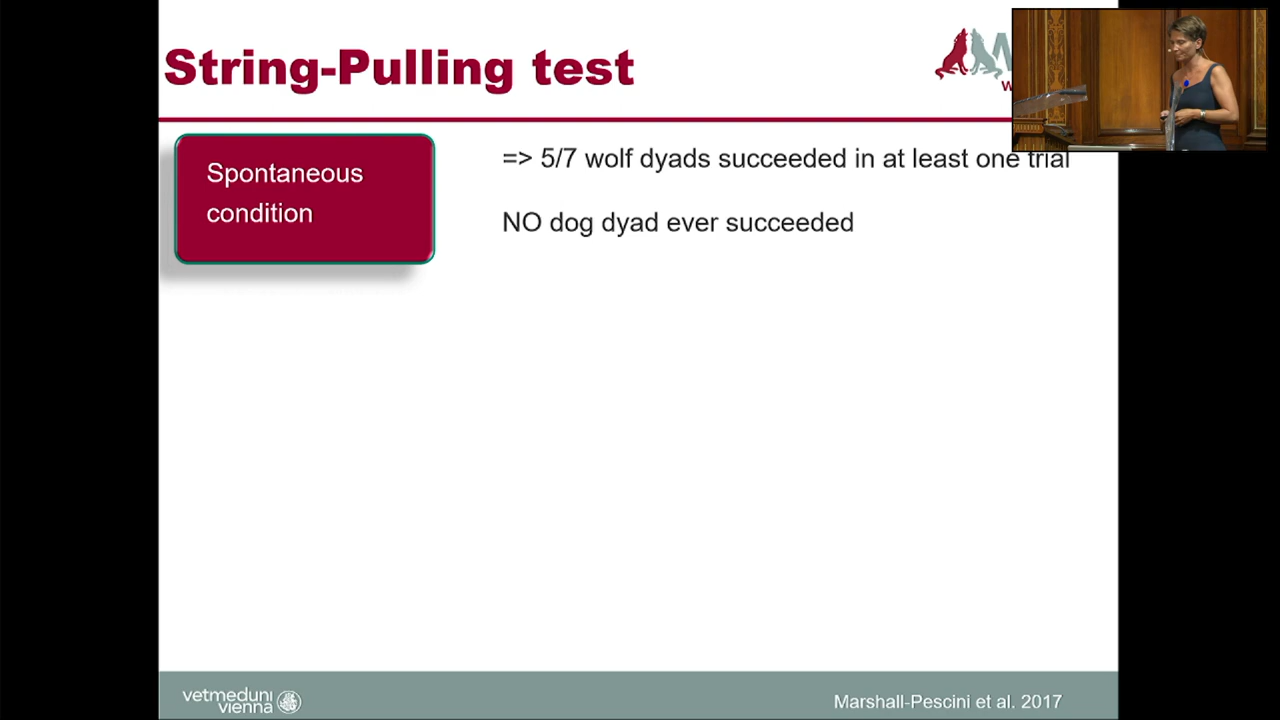 String-Pulling test
Spontaneous
condition
=> 5/7 wolf dyads succeeded in at least one trial
NO dog dyad ever succeeded
vetmeduni
vienna
Marshall-Pescini et al. 2017